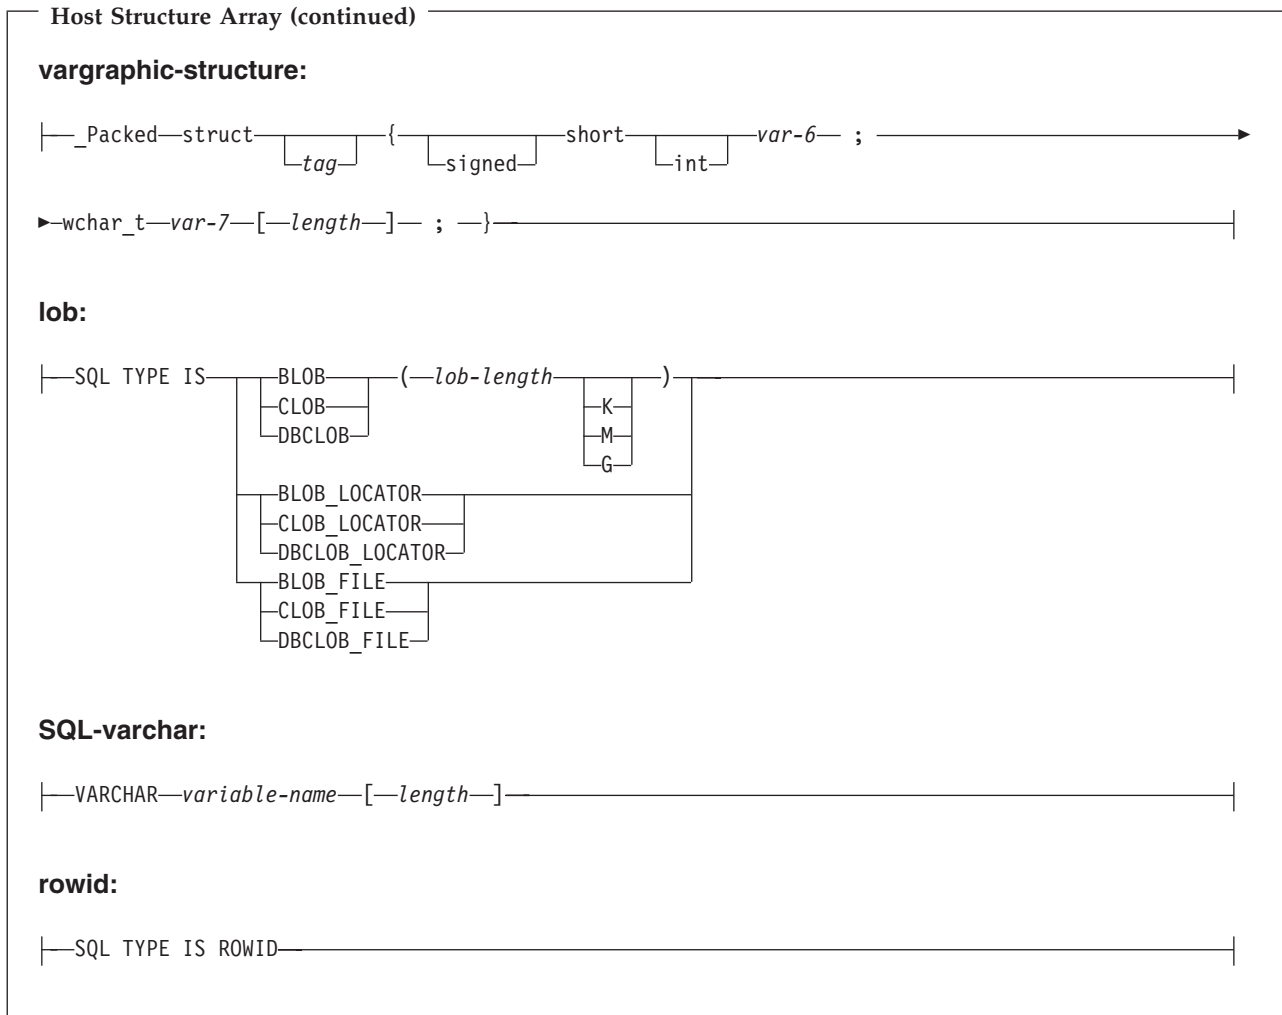 Host Structure Array (continued)
vargraphic-structure:
_Packed struct { short var-6 ;
tag signed int
wchar_t var-7 [ length ] ; }
lob:
SQL TYPE IS BLOB ( lob-length )
CLOB K
DBCLOB M
G
BLOB_LOCATOR
CLOB_LOCATOR
DBCLOB_LOCATOR
BLOB_FILE
CLOB_FILE
DBCLOB_FILE
SQL-varchar:
VARCHAR variable-name [ length ]
rowid:
SQL TYPE IS ROWID